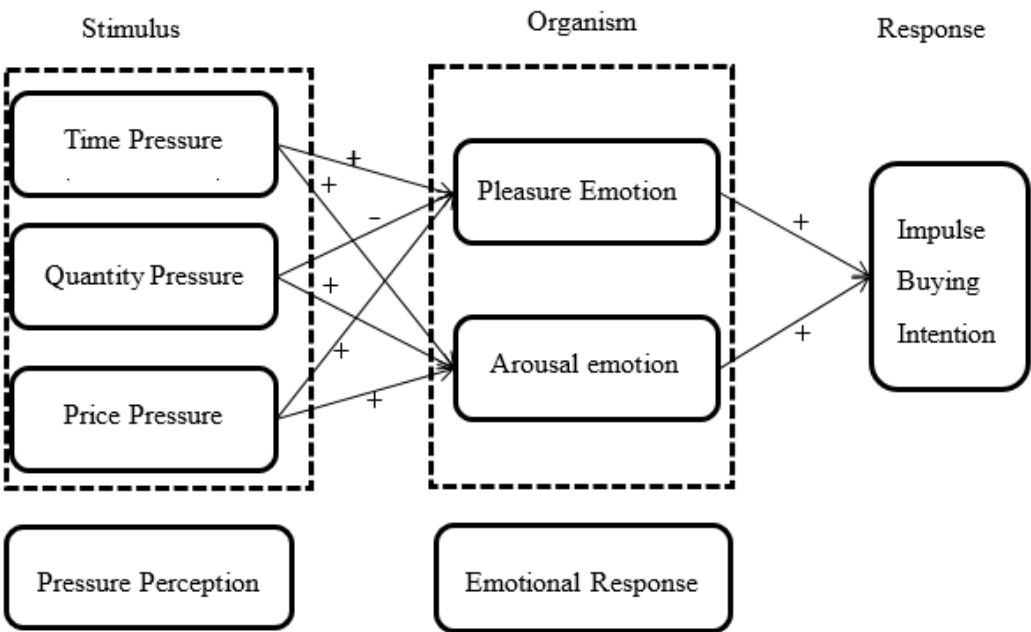 Stimulus
Organism
Response
Time Pressure
Quantity Pressure
Price Pressure
+
+
-
+
+
+
Pleasure Emotion
Arousal emotion
+
+
Impulse
Buying
Intention
Pressure Perception
Emotional Response